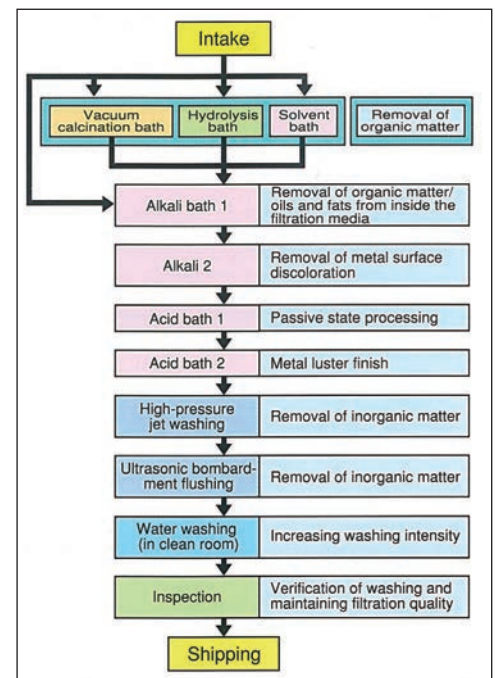 Intake
Vacuum
calcination bath
Hydrolysis
bath
Solvent
bath
Removal of
organic matter
Alkali bath 1
Removal of organic matter/
oils and fats from inside the
filtration media
Alkali 2
Removal of metal surface
discoloration
Acid bath 1
Passive state processing
Acid bath 2
Metal luster finish
High-pressure
jet washing
Removal of inorganic matter
Ultrasonic bombard-
ment flushing
Removal of inorganic matter
Water washing
(in clean room)
Increasing washing intensity
Inspection
Verification of washing and
maintaining filtration quality
Shipping